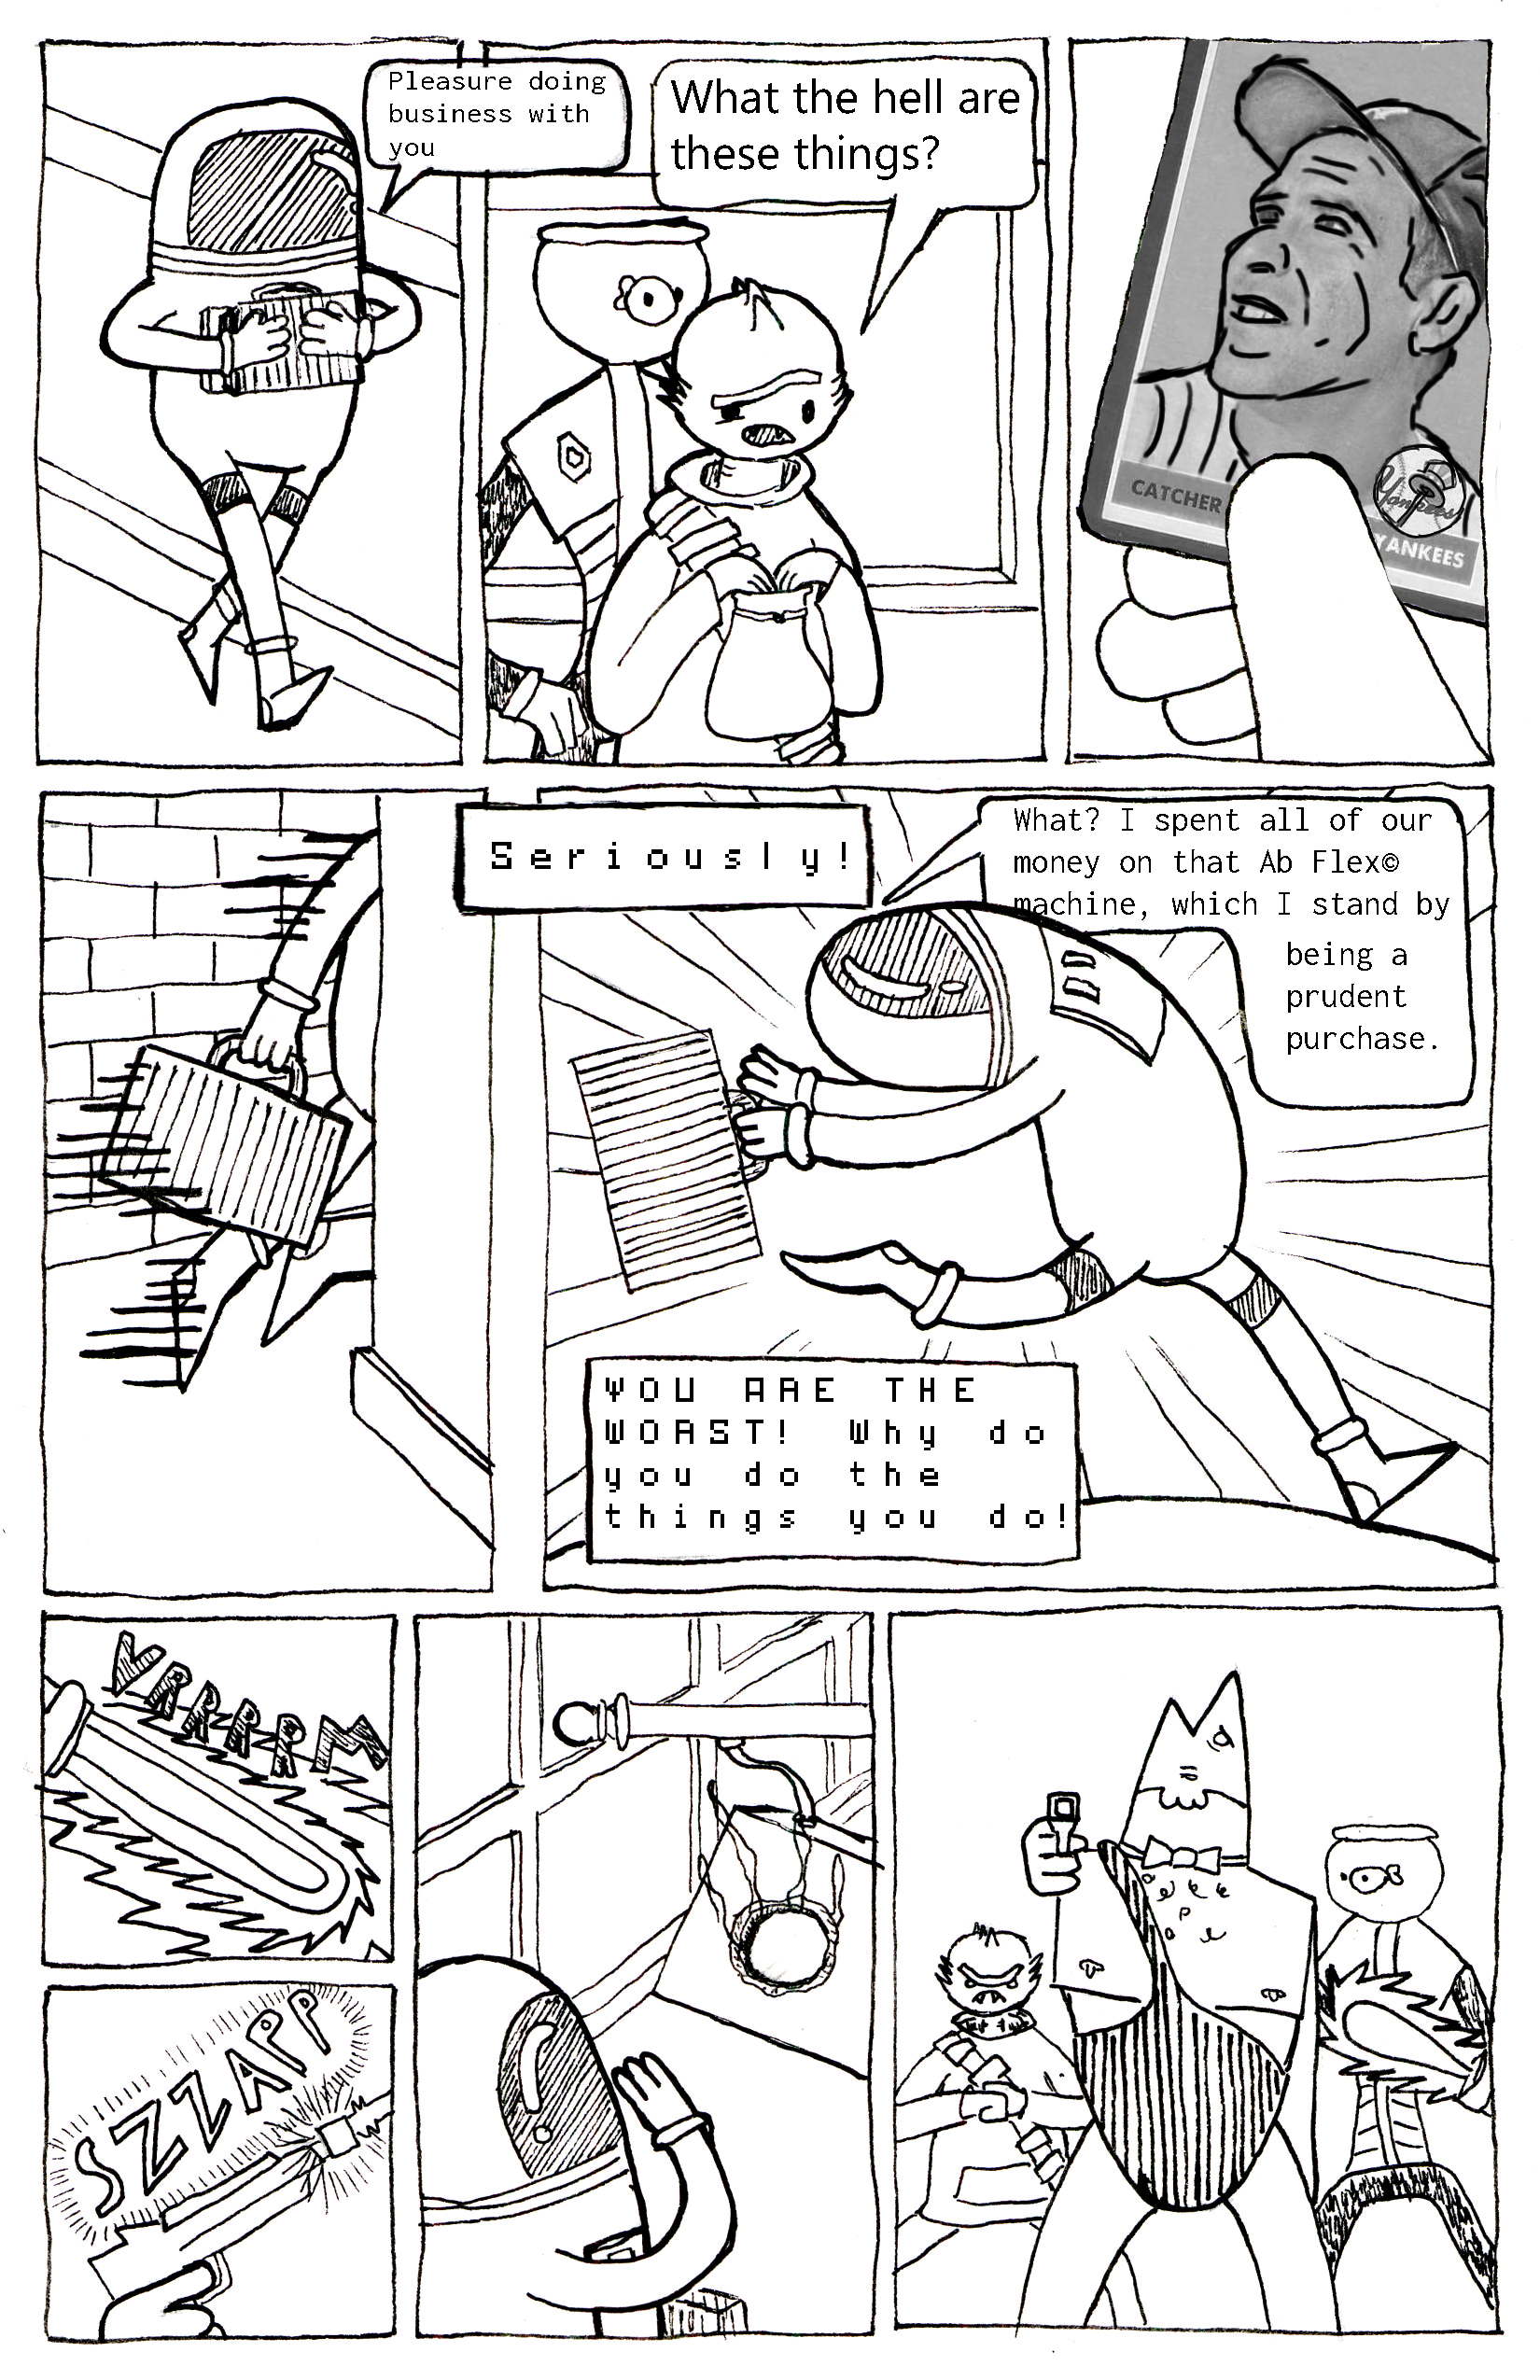 Pleasure doing
business with
you
What the hell are
these things?
CATCHER
Yankees
YANKEES
Seriously!
What? I spent all of our
money on that Ab Flex©
machine, which I stand by
being a
prudent
purchase.
YOU ARE THE
WORST! Why do
you do the
things you do!
VRRRRM
SZZAPP